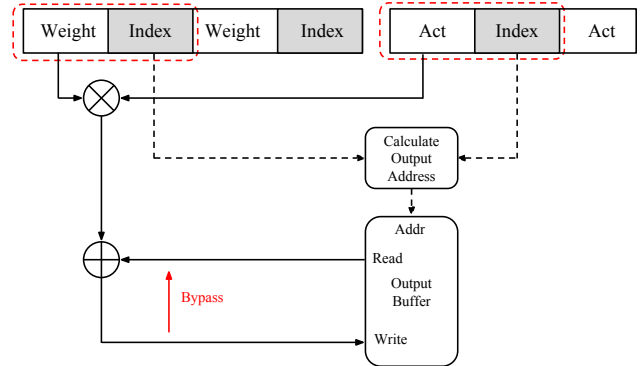 Weight Index Weight Index Act Index Act
Calculate
Output
Address
Addr
Read
Bypass
Output
Buffer
Write